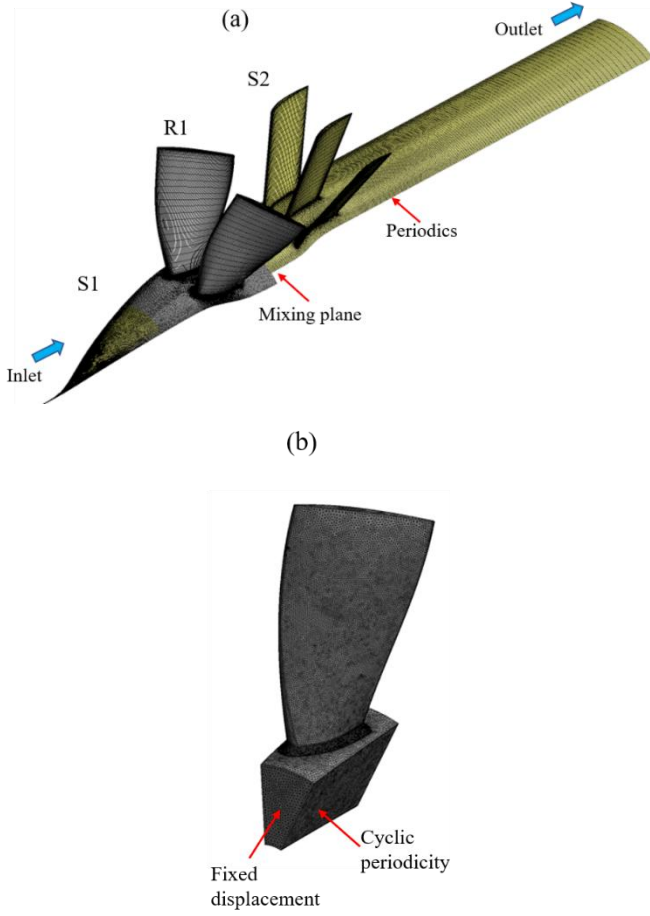 (a)
Outlet
S2
R1
Periodics
S1
Mixing plane
Inlet
(b)
Cyclic
periodicity
Fixed
displacement